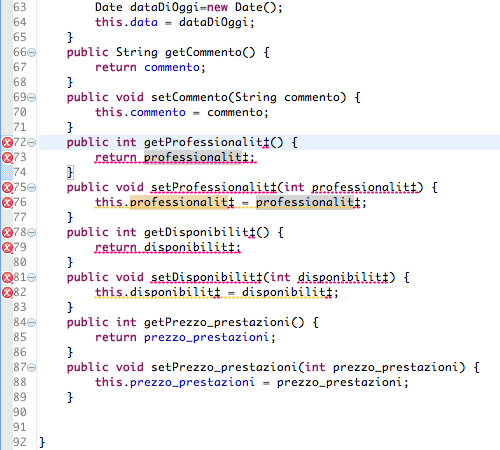 63 Date dataDiOggi=new Date();
64 this.data = dataDiOggi;
65 }
66 public String getCommento() {
67 return commento;
68 }
69 public void setCommento(String commento) {
70 this.commento = commento;
71 }
72 public int getProfessionalit‡() {
73 return professionalit‡;
74 }
75 public void setProfessionalit‡(int professionalit‡) {
76 this.professionalit‡ = professionalit‡;
77 }
78 public int getDisponibilit‡() {
79 return disponibilit‡;
80 }
81 public void setDisponibilit‡(int disponibilit‡) {
82 this.disponibilit‡ = disponibilit‡;
83 }
84 public int getPrezzo_prestazioni() {
85 return prezzo_prestazioni;
86 }
87 public void setPrezzo_prestazioni(int prezzo_prestazioni) {
88 this.prezzo_prestazioni = prezzo_prestazioni;
89 }
90
91
92 }